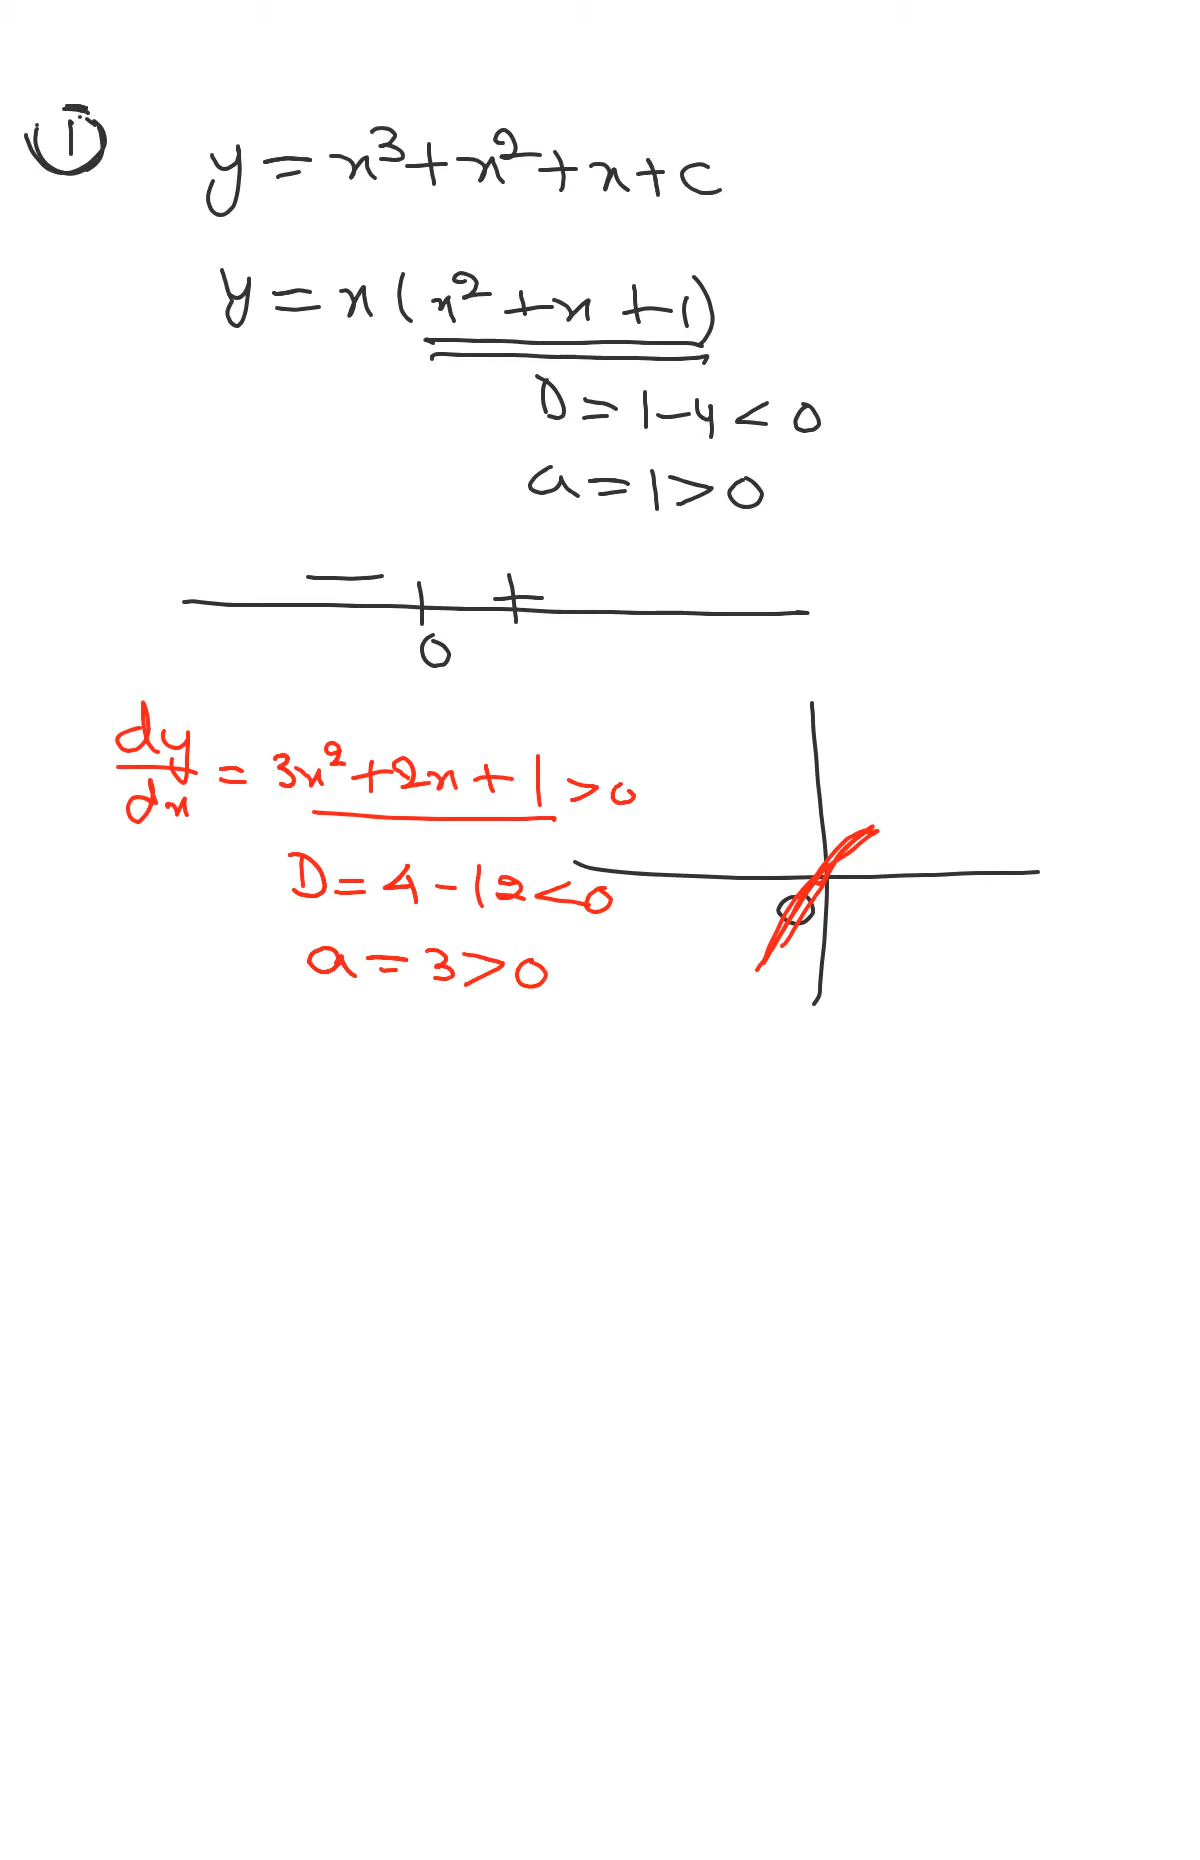 ① y = x³ + x² + x + c
y = x(x² + x + 1)
D = 1 - 4 < 0
a = 1 > 0
− +
0
dy/dx = 3x² + 2x + 1 > 0
D = 4 - 12 < 0
a = 3 > 0
0